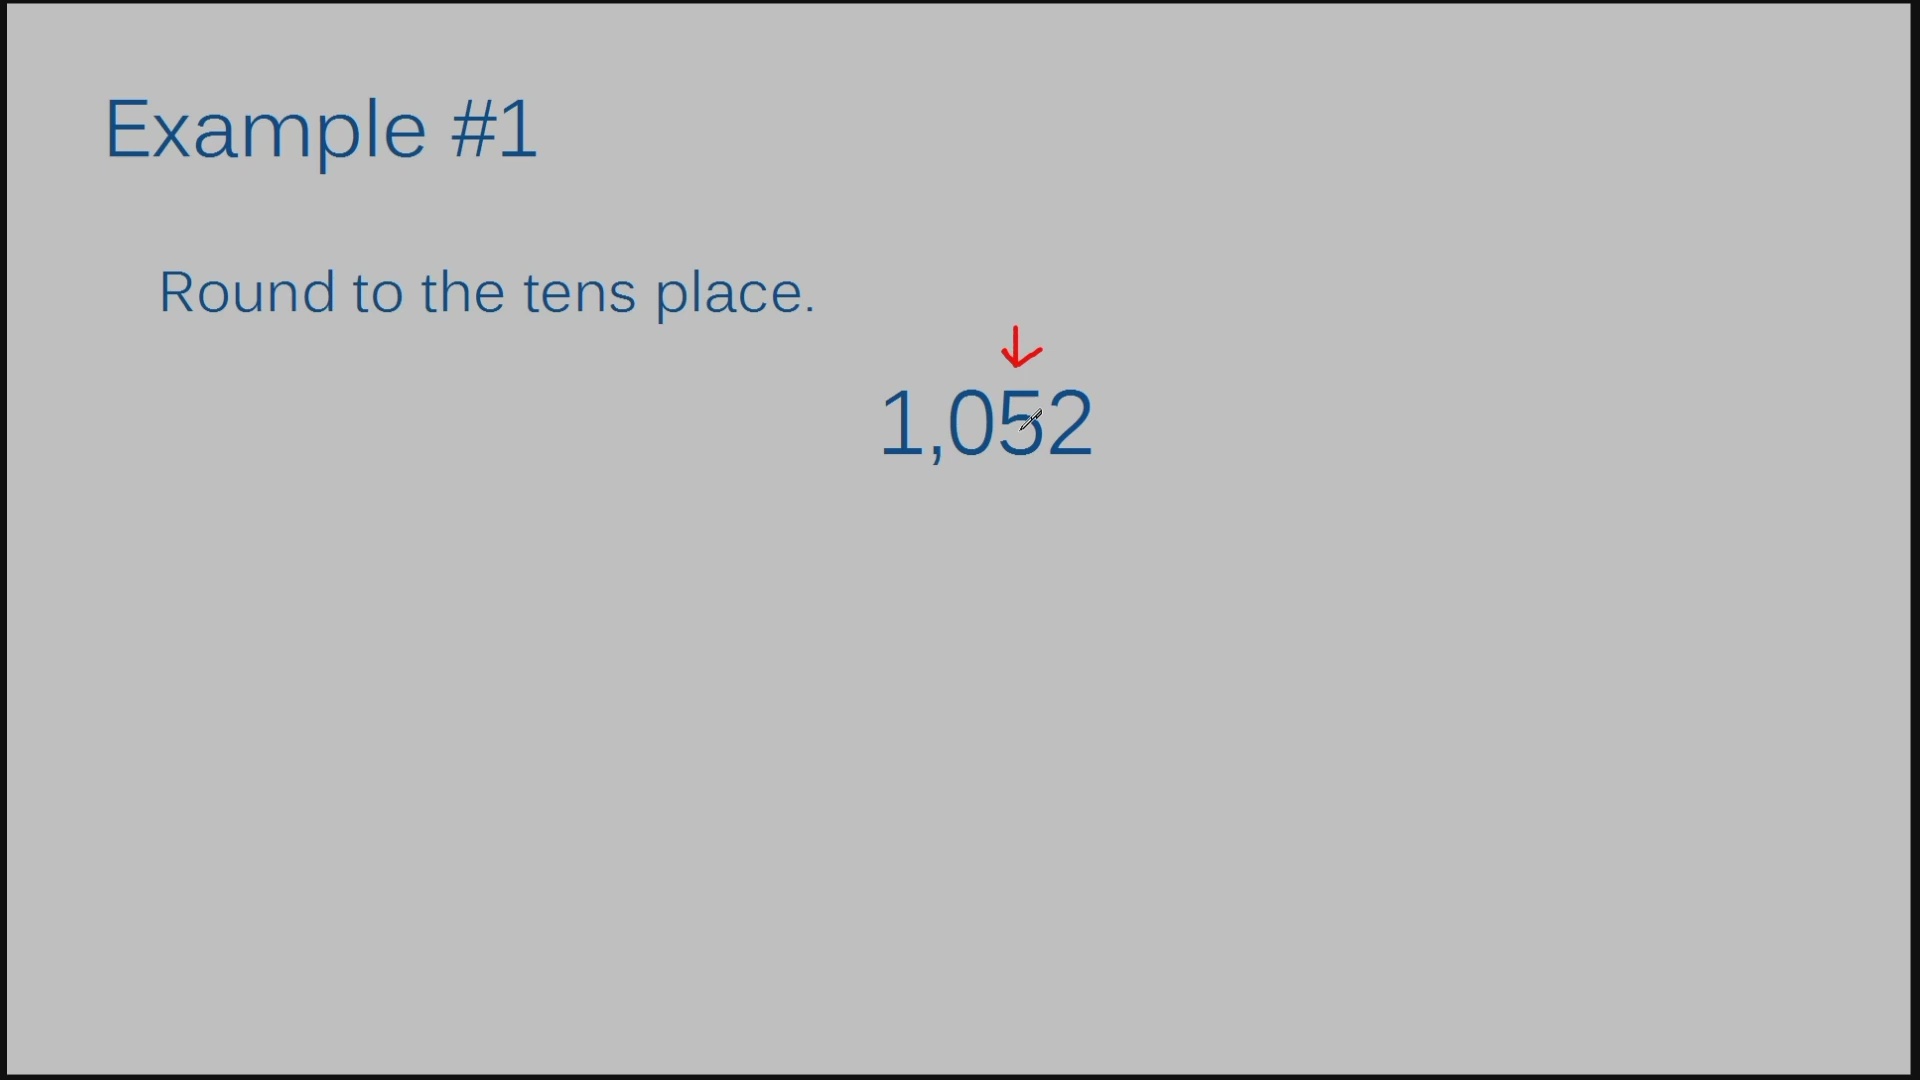 Example #1
Round to the tens place.
1,052